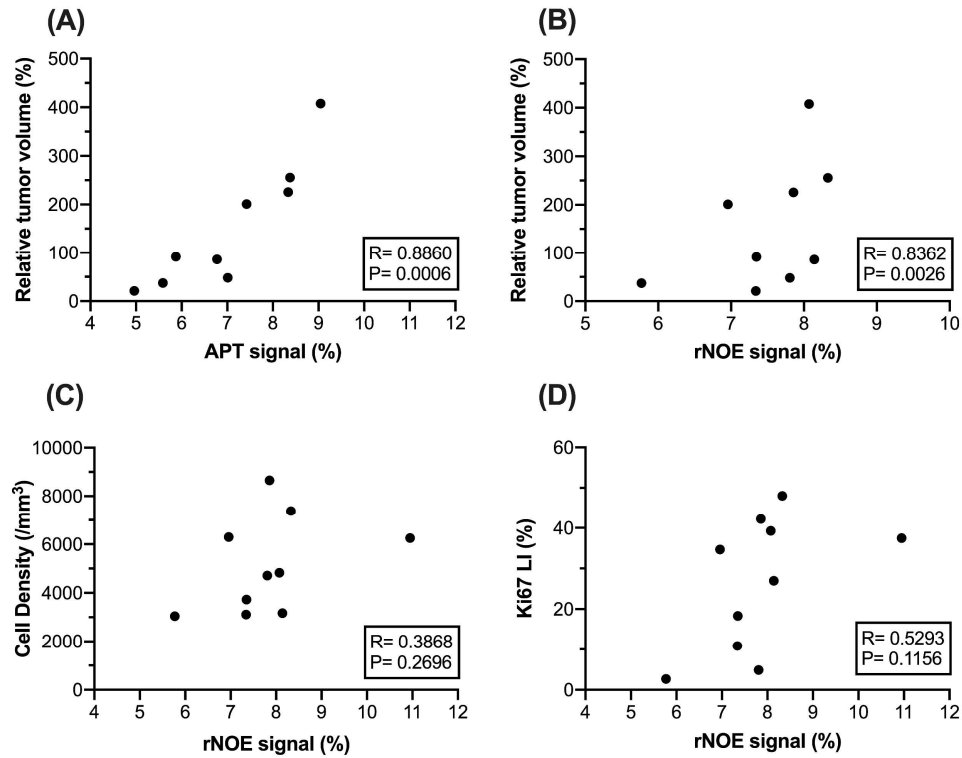 (A)
Relative tumor volume (%)
500
400
300
200
100
0
R= 0.8860
P= 0.0006
4 5 6 7 8 9 10 11 12
APT signal (%)
(B)
Relative tumor volume (%)
500
400
300
200
100
0
R= 0.8362
P= 0.0026
5 6 7 8 9 10
rNOE signal (%)
(C)
Cell Density (/mm³)
10000
8000
6000
4000
2000
0
R= 0.3868
P= 0.2696
4 5 6 7 8 9 10 11 12
rNOE signal (%)
(D)
Ki67 LI (%)
60
40
20
0
R= 0.5293
P= 0.1156
4 5 6 7 8 9 10 11 12
rNOE signal (%)